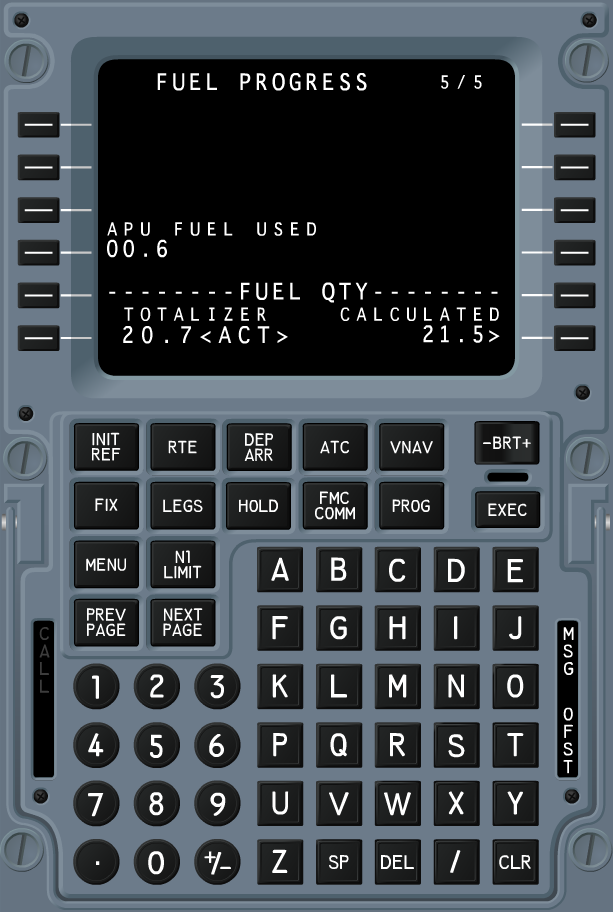 FUEL PROGRESS 5/5
APU FUEL USED
00.6
--------FUEL QTY--------
TOTALIZER CALCULATED
20.7<ACT> 21.5>
INIT REF RTE DEP ARR ATC VNAV -BRT+
FIX LEGS HOLD FMC COMM PROG EXEC
MENU N1 LIMIT A B C D E
PREV PAGE NEXT PAGE F G H I J
CALL
MSG OFST
1 2 3 K L M N O
4 5 6 P Q R S T
7 8 9 U V W X Y
. 0 +/- Z SP DEL / CLR